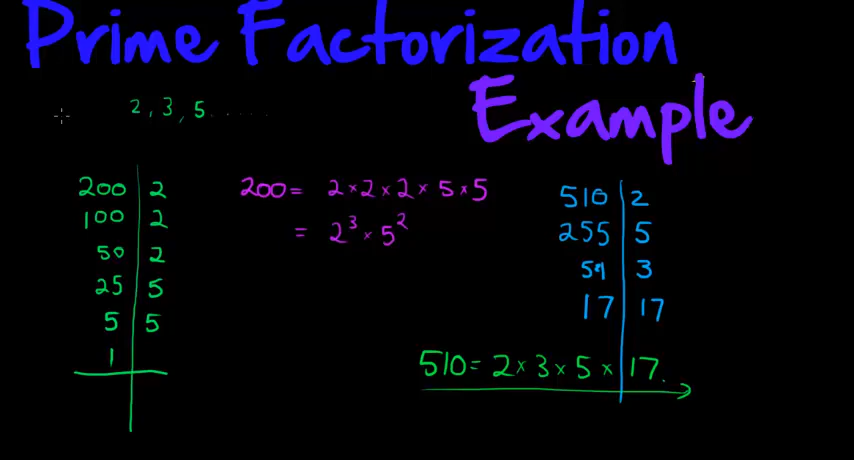 Prime Factorization
Example
2, 3, 5.......
200 2
100 2
50 2
25 5
5 5
1
200 = 2 × 2 × 2 × 5 × 5
= 2³ × 5²
510 2
255 5
51 3
17 17
510 = 2 × 3 × 5 × 17.